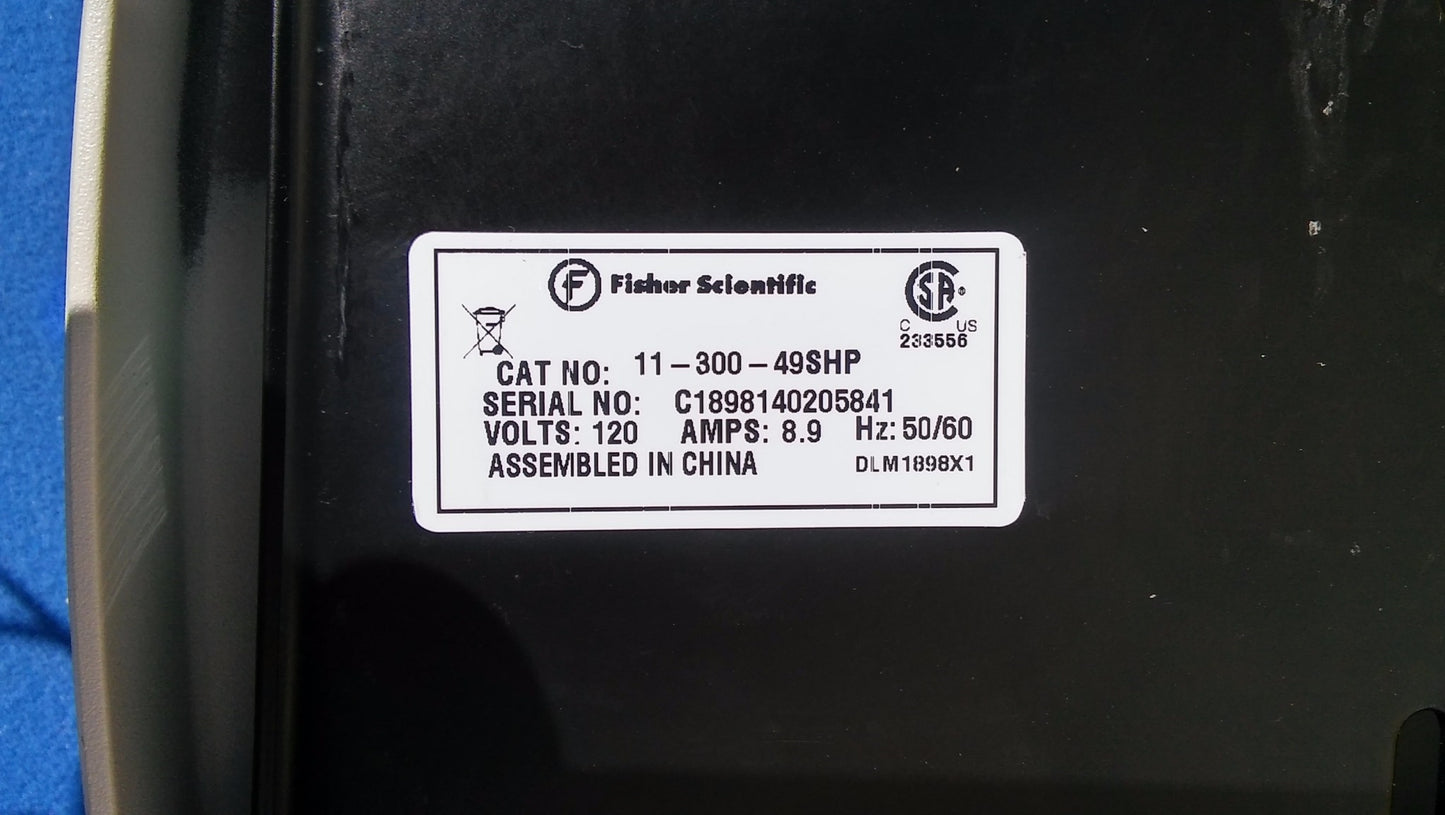 F Fisher Scientific
CSA®
C US
233556
CAT NO: 11-300-49SHP
SERIAL NO: C1898140205841
VOLTS: 120 AMPS: 8.9 Hz: 50/60
ASSEMBLED IN CHINA DLM1898X1